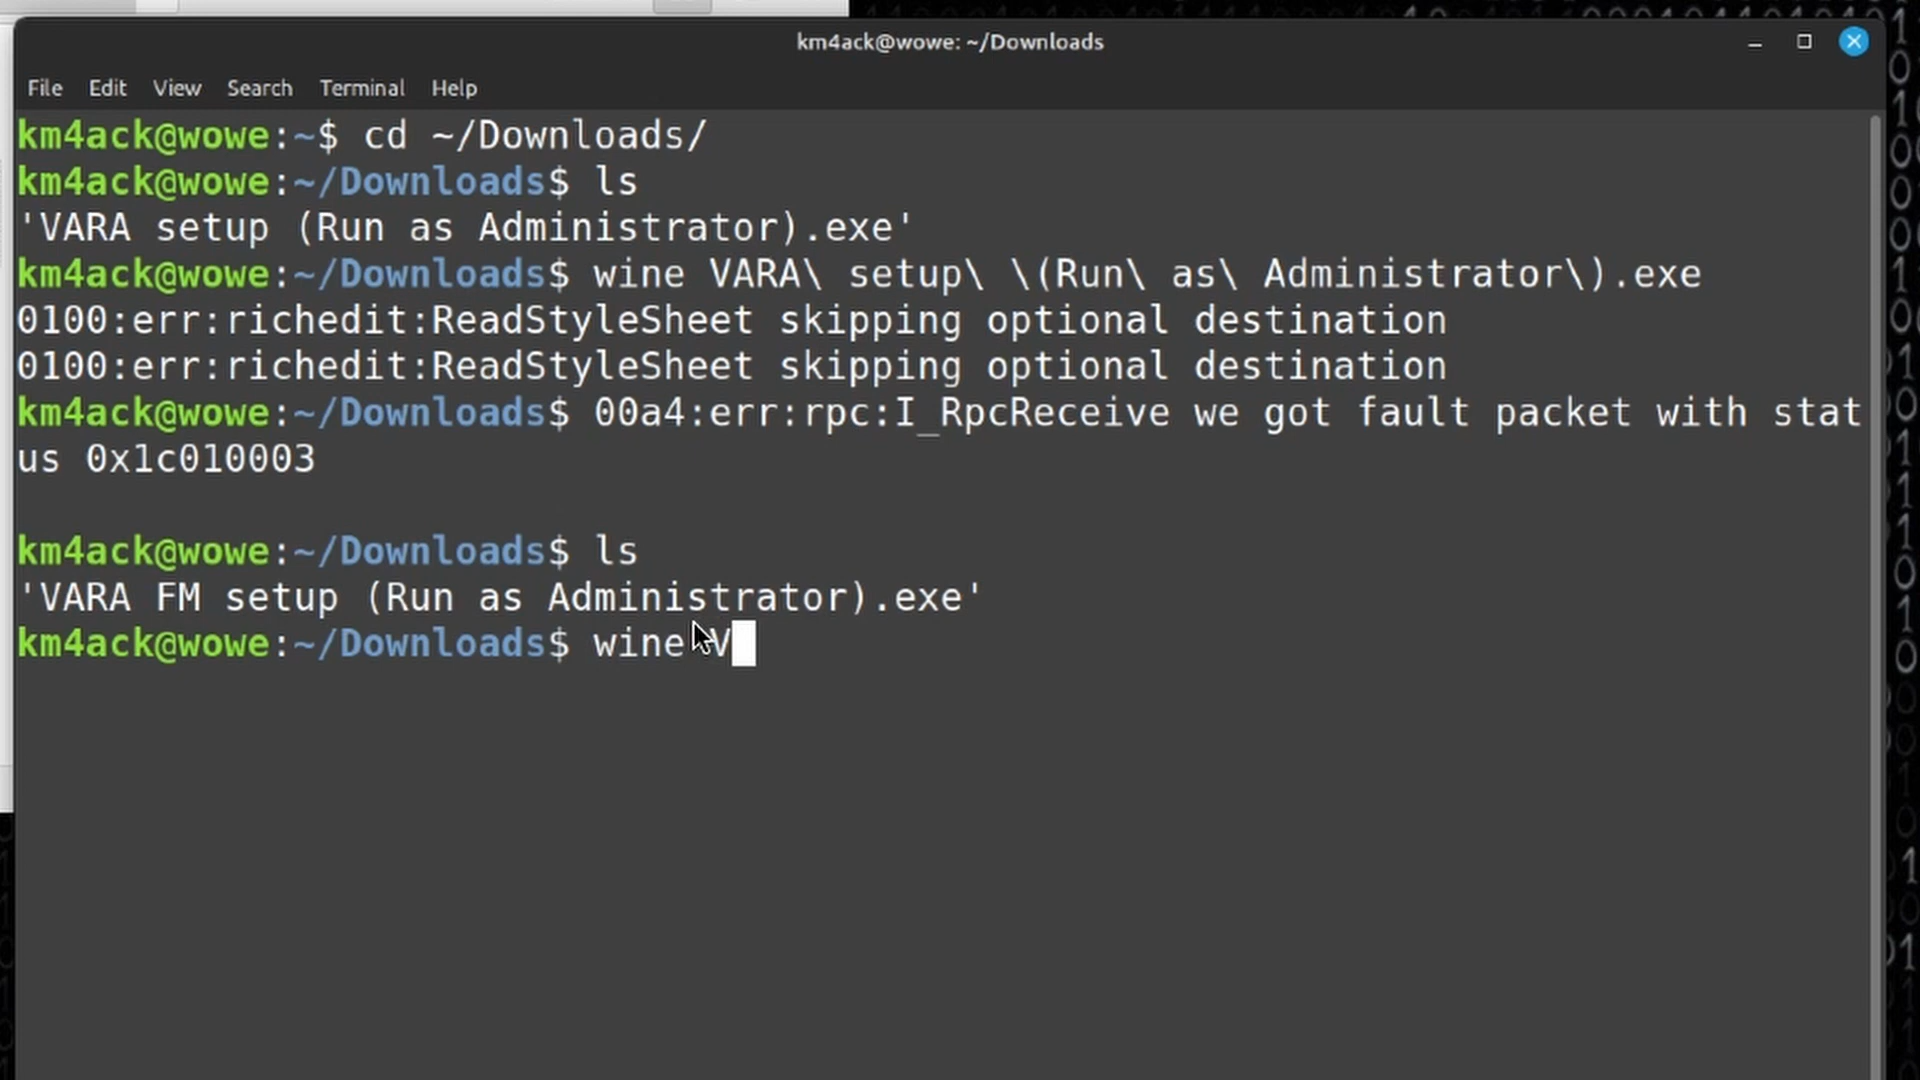 km4ack@wowe: ~/Downloads
File Edit View Search Terminal Help
km4ack@wowe:~$ cd ~/Downloads/
km4ack@wowe:~/Downloads$ ls
'VARA setup (Run as Administrator).exe'
km4ack@wowe:~/Downloads$ wine VARA\ setup\ \(Run\ as\ Administrator\).exe
0100:err:richedit:ReadStyleSheet skipping optional destination
0100:err:richedit:ReadStyleSheet skipping optional destination
km4ack@wowe:~/Downloads$ 00a4:err:rpc:I_RpcReceive we got fault packet with stat
us 0x1c010003
km4ack@wowe:~/Downloads$ ls
'VARA FM setup (Run as Administrator).exe'
km4ack@wowe:~/Downloads$ wine V